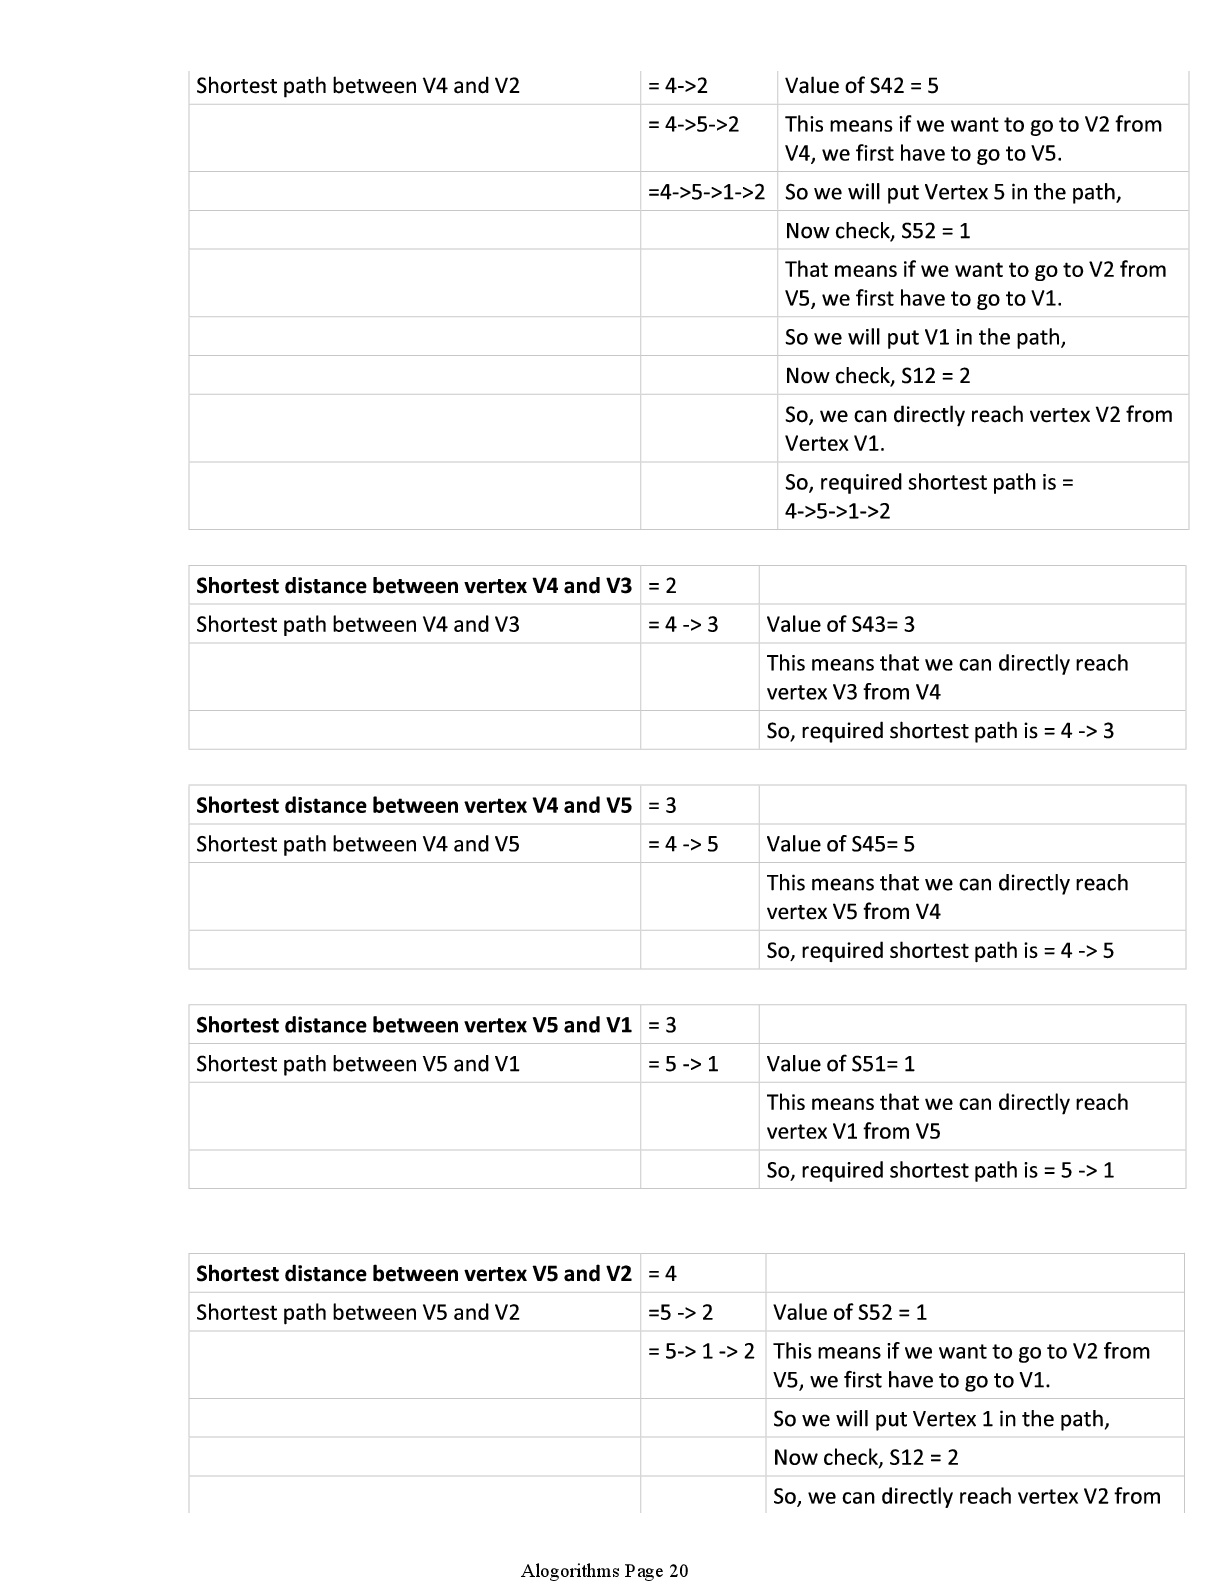 Shortest path between V4 and V2 = 4->2 Value of S42 = 5
= 4->5->2 This means if we want to go to V2 from
V4, we first have to go to V5.
=4->5->1->2 So we will put Vertex 5 in the path,
Now check, S52 = 1
That means if we want to go to V2 from
V5, we first have to go to V1.
So we will put V1 in the path,
Now check, S12 = 2
So, we can directly reach vertex V2 from
Vertex V1.
So, required shortest path is =
4->5->1->2
Shortest distance between vertex V4 and V3 = 2
Shortest path between V4 and V3 = 4 -> 3 Value of S43= 3
This means that we can directly reach
vertex V3 from V4
So, required shortest path is = 4 -> 3
Shortest distance between vertex V4 and V5 = 3
Shortest path between V4 and V5 = 4 -> 5 Value of S45= 5
This means that we can directly reach
vertex V5 from V4
So, required shortest path is = 4 -> 5
Shortest distance between vertex V5 and V1 = 3
Shortest path between V5 and V1 = 5 -> 1 Value of S51= 1
This means that we can directly reach
vertex V1 from V5
So, required shortest path is = 5 -> 1
Shortest distance between vertex V5 and V2 = 4
Shortest path between V5 and V2 =5 -> 2 Value of S52 = 1
= 5-> 1 -> 2 This means if we want to go to V2 from
V5, we first have to go to V1.
So we will put Vertex 1 in the path,
Now check, S12 = 2
So, we can directly reach vertex V2 from
Alogorithms Page 20